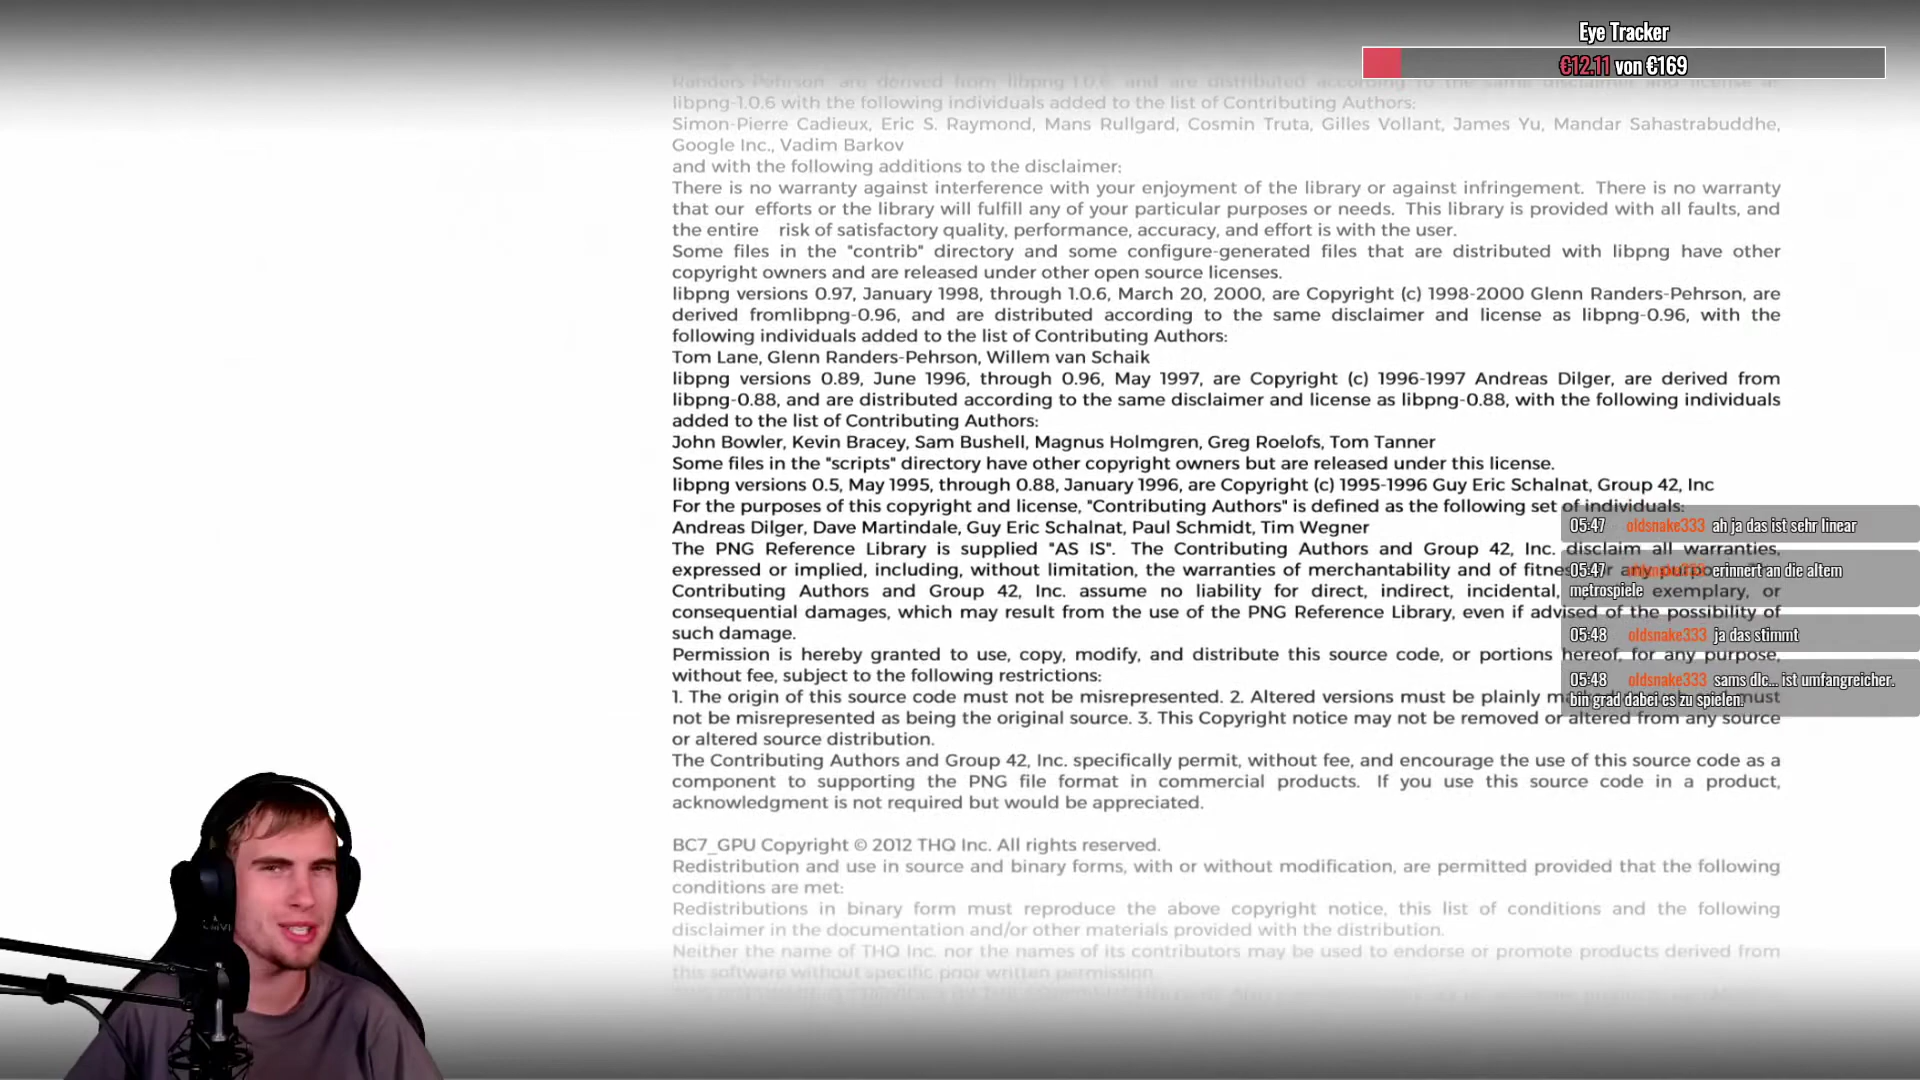 Eye Tracker
€12.11 von €169
Randers-Pehrson are derived from libpng-1.0.6, and are distributed according to the same disclaimer and license as
libpng-1.0.6 with the following individuals added to the list of Contributing Authors:
Simon-Pierre Cadieux, Eric S. Raymond, Mans Rullgard, Cosmin Truta, Gilles Vollant, James Yu, Mandar Sahastrabuddhe,
Google Inc., Vadim Barkov
and with the following additions to the disclaimer:
There is no warranty against interference with your enjoyment of the library or against infringement. There is no warranty
that our efforts or the library will fulfill any of your particular purposes or needs. This library is provided with all faults, and
the entire risk of satisfactory quality, performance, accuracy, and effort is with the user.
Some files in the "contrib" directory and some configure-generated files that are distributed with libpng have other
copyright owners and are released under other open source licenses.
libpng versions 0.97, January 1998, through 1.0.6, March 20, 2000, are Copyright (c) 1998-2000 Glenn Randers-Pehrson, are
derived fromlibpng-0.96, and are distributed according to the same disclaimer and license as libpng-0.96, with the
following individuals added to the list of Contributing Authors:
Tom Lane, Glenn Randers-Pehrson, Willem van Schaik
libpng versions 0.89, June 1996, through 0.96, May 1997, are Copyright (c) 1996-1997 Andreas Dilger, are derived from
libpng-0.88, and are distributed according to the same disclaimer and license as libpng-0.88, with the following individuals
added to the list of Contributing Authors:
John Bowler, Kevin Bracey, Sam Bushell, Magnus Holmgren, Greg Roelofs, Tom Tanner
Some files in the "scripts" directory have other copyright owners but are released under this license.
libpng versions 0.5, May 1995, through 0.88, January 1996, are Copyright (c) 1995-1996 Guy Eric Schalnat, Group 42, Inc
For the purposes of this copyright and license, "Contributing Authors" is defined as the following set of individuals:
Andreas Dilger, Dave Martindale, Guy Eric Schalnat, Paul Schmidt, Tim Wegner
The PNG Reference Library is supplied "AS IS". The Contributing Authors and Group 42, Inc. disclaim all warranties,
expressed or implied, including, without limitation, the warranties of merchantability and of
Contributing Authors and Group 42, Inc. assume no liability for direct, indirect, incidental, exemplary, or
consequential damages, which may result from the use of the PNG Reference Library, even if advised of the possibility of
such damage.
Permission is hereby granted to use, copy, modify, and distribute this source code, or portions hereof, for any purpose,
without fee, subject to the following restrictions:
1. The origin of this source code must not be misrepresented. 2. Altered versions must be plainly must
not be misrepresented as being the original source. 3. This Copyright notice may not be removed or altered from any source
or altered source distribution.
The Contributing Authors and Group 42, Inc. specifically permit, without fee, and encourage the use of this source code as a
component to supporting the PNG file format in commercial products. If you use this source code in a product,
acknowledgment is not required but would be appreciated.
BC7_GPU Copyright © 2012 THQ Inc. All rights reserved.
Redistribution and use in source and binary forms, with or without modification, are permitted provided that the following
conditions are met:
Redistributions in binary form must reproduce the above copyright notice, this list of conditions and the following
disclaimer in the documentation and/or other materials provided with the distribution.
Neither the name of THQ Inc. nor the names of its contributors may be used to endorse or promote products derived from
this software without specific prior written permission.
05:47 oldsnake333 ah ja das ist sehr linear
05:47 oldsnake333 erinnert an die altem
metrospiele
05:48 oldsnake333 ja das stimmt
05:48 oldsnake333 sams dlc... ist umfangreicher.
bin grad dabei es zu spielen.